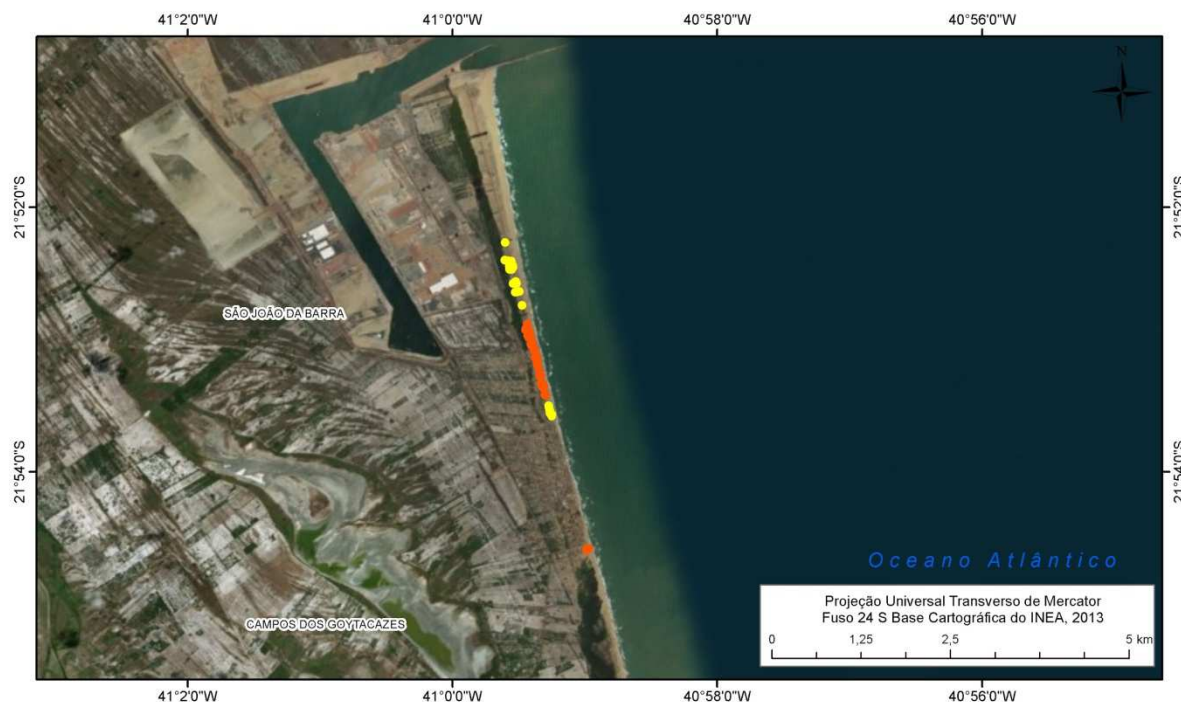 41°2'0"W 41°0'0"W 40°58'0"W 40°56'0"W
N
21°52'0"S 21°52'0"S
SÃO JOÃO DA BARRA
21°54'0"S 21°54'0"S
Oceano Atlântico
CAMPOS DOS GOYTACAZES
Projeção Universal Transverso de Mercator
Fuso 24 S Base Cartográfica do INEA, 2013
0 1,25 2,5 5 km
41°2'0"W 41°0'0"W 40°58'0"W 40°56'0"W